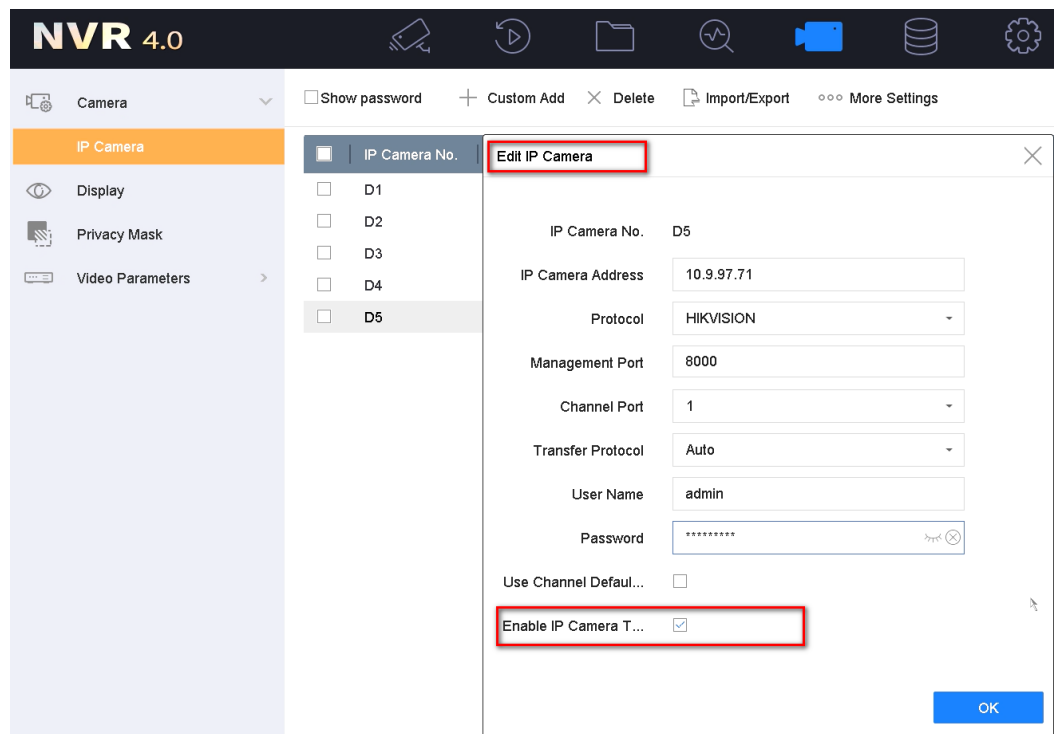 NVR 4.0
Camera
IP Camera
Display
Privacy Mask
Video Parameters
Show password
Custom Add
Delete
Import/Export
More Settings
IP Camera No.
D1
D2
D3
D4
D5
Edit IP Camera
IP Camera No. D5
IP Camera Address 10.9.97.71
Protocol HIKVISION
Management Port 8000
Channel Port 1
Transfer Protocol Auto
User Name admin
Password *********
Use Channel Defaul...
Enable IP Camera T...
OK